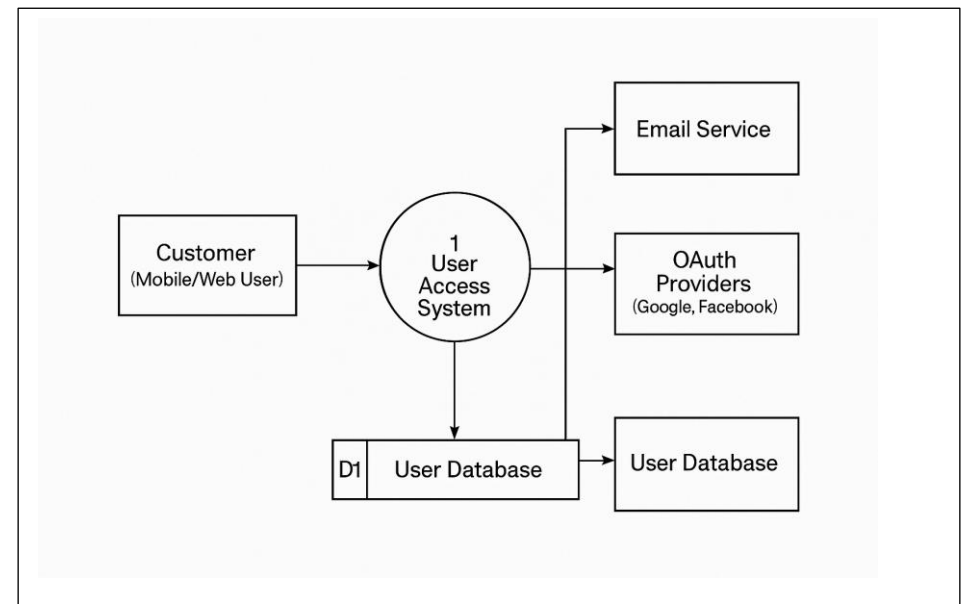 Email Service
Customer
(Mobile/Web User)
1
User
Access
System
OAuth
Providers
(Google, Facebook)
D1
User Database
User Database